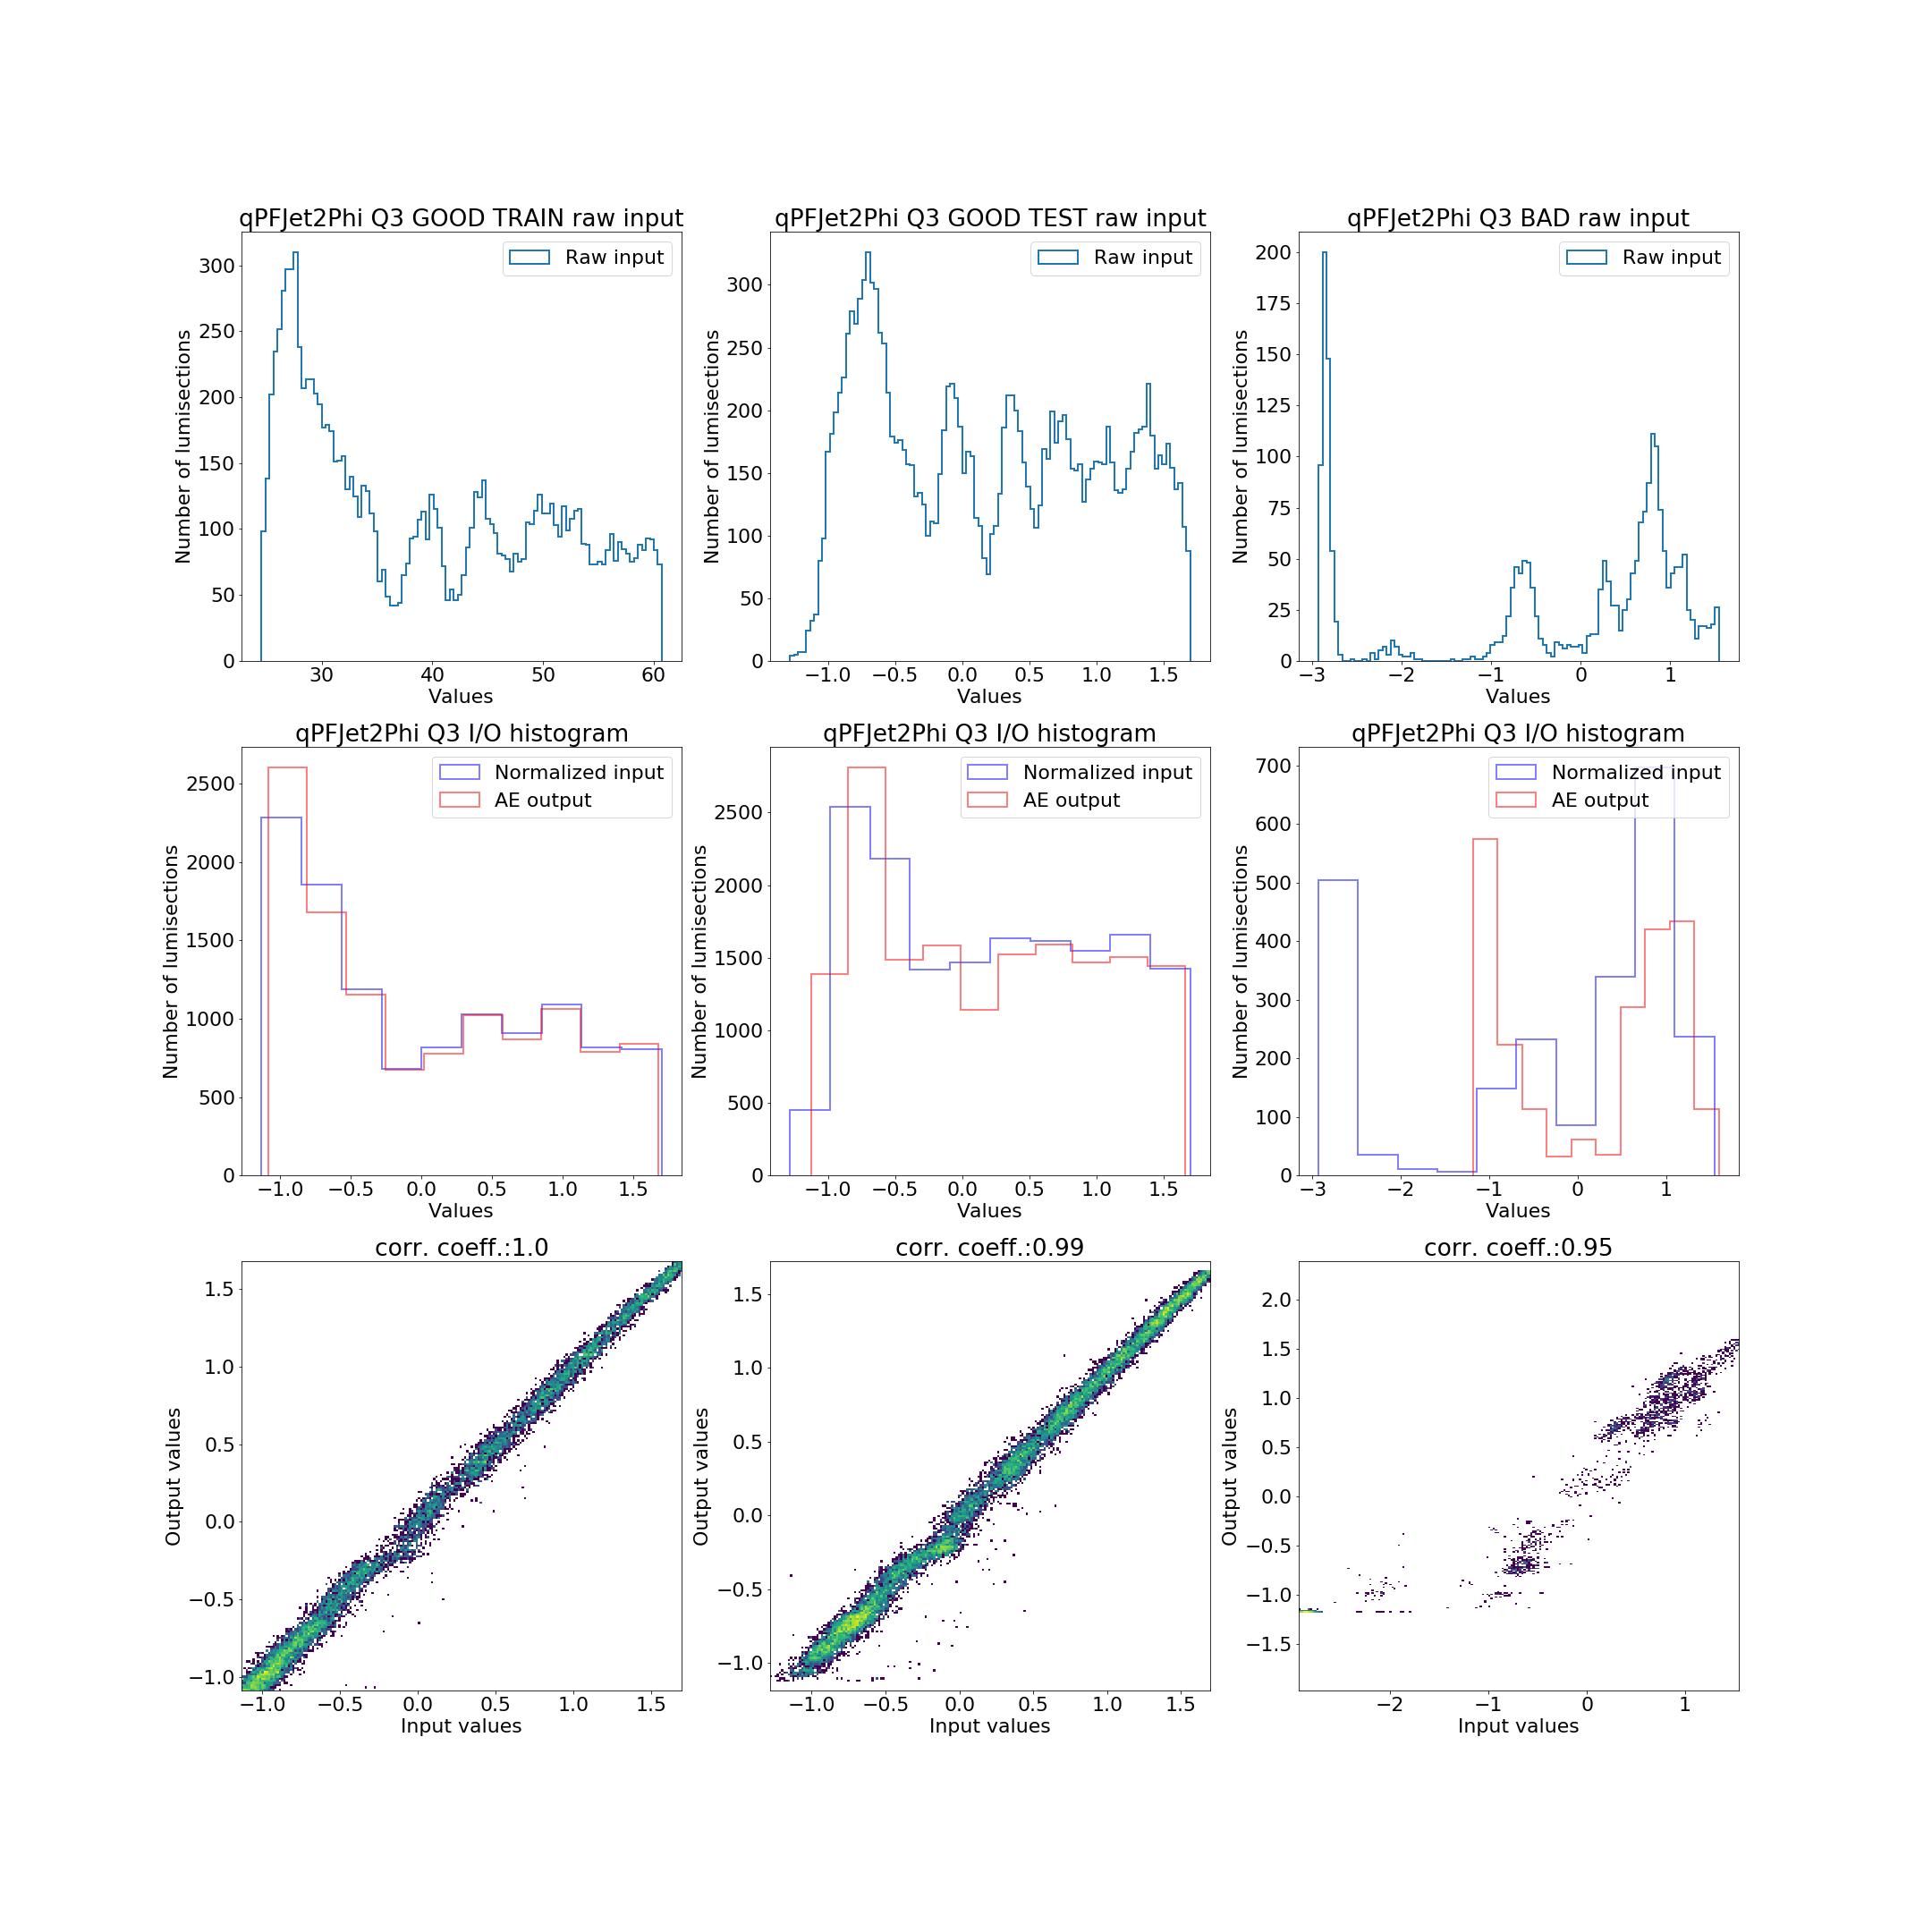 qPFJet2Phi Q3 GOOD TRAIN raw input
Raw input
Number of lumisections
300
250
200
150
100
50
0
30 40 50 60
Values
qPFJet2Phi Q3 GOOD TEST raw input
Raw input
Number of lumisections
300
250
200
150
100
50
0
−1.0 −0.5 0.0 0.5 1.0 1.5
Values
qPFJet2Phi Q3 BAD raw input
Raw input
Number of lumisections
200
175
150
125
100
75
50
25
0
−3 −2 −1 0 1
Values
qPFJet2Phi Q3 I/O histogram
Normalized input
AE output
Number of lumisections
2500
2000
1500
1000
500
0
−1.0 −0.5 0.0 0.5 1.0 1.5
Values
qPFJet2Phi Q3 I/O histogram
Normalized input
AE output
Number of lumisections
2500
2000
1500
1000
500
0
−1.0 −0.5 0.0 0.5 1.0 1.5
Values
qPFJet2Phi Q3 I/O histogram
Normalized input
AE output
Number of lumisections
700
600
500
400
300
200
100
0
−3 −2 −1 0 1
Values
corr. coeff.:1.0
Output values
1.5
1.0
0.5
0.0
−0.5
−1.0
−1.0 −0.5 0.0 0.5 1.0 1.5
Input values
corr. coeff.:0.99
Output values
1.5
1.0
0.5
0.0
−0.5
−1.0
−1.0 −0.5 0.0 0.5 1.0 1.5
Input values
corr. coeff.:0.95
Output values
2.0
1.5
1.0
0.5
0.0
−0.5
−1.0
−1.5
−2 −1 0 1
Input values